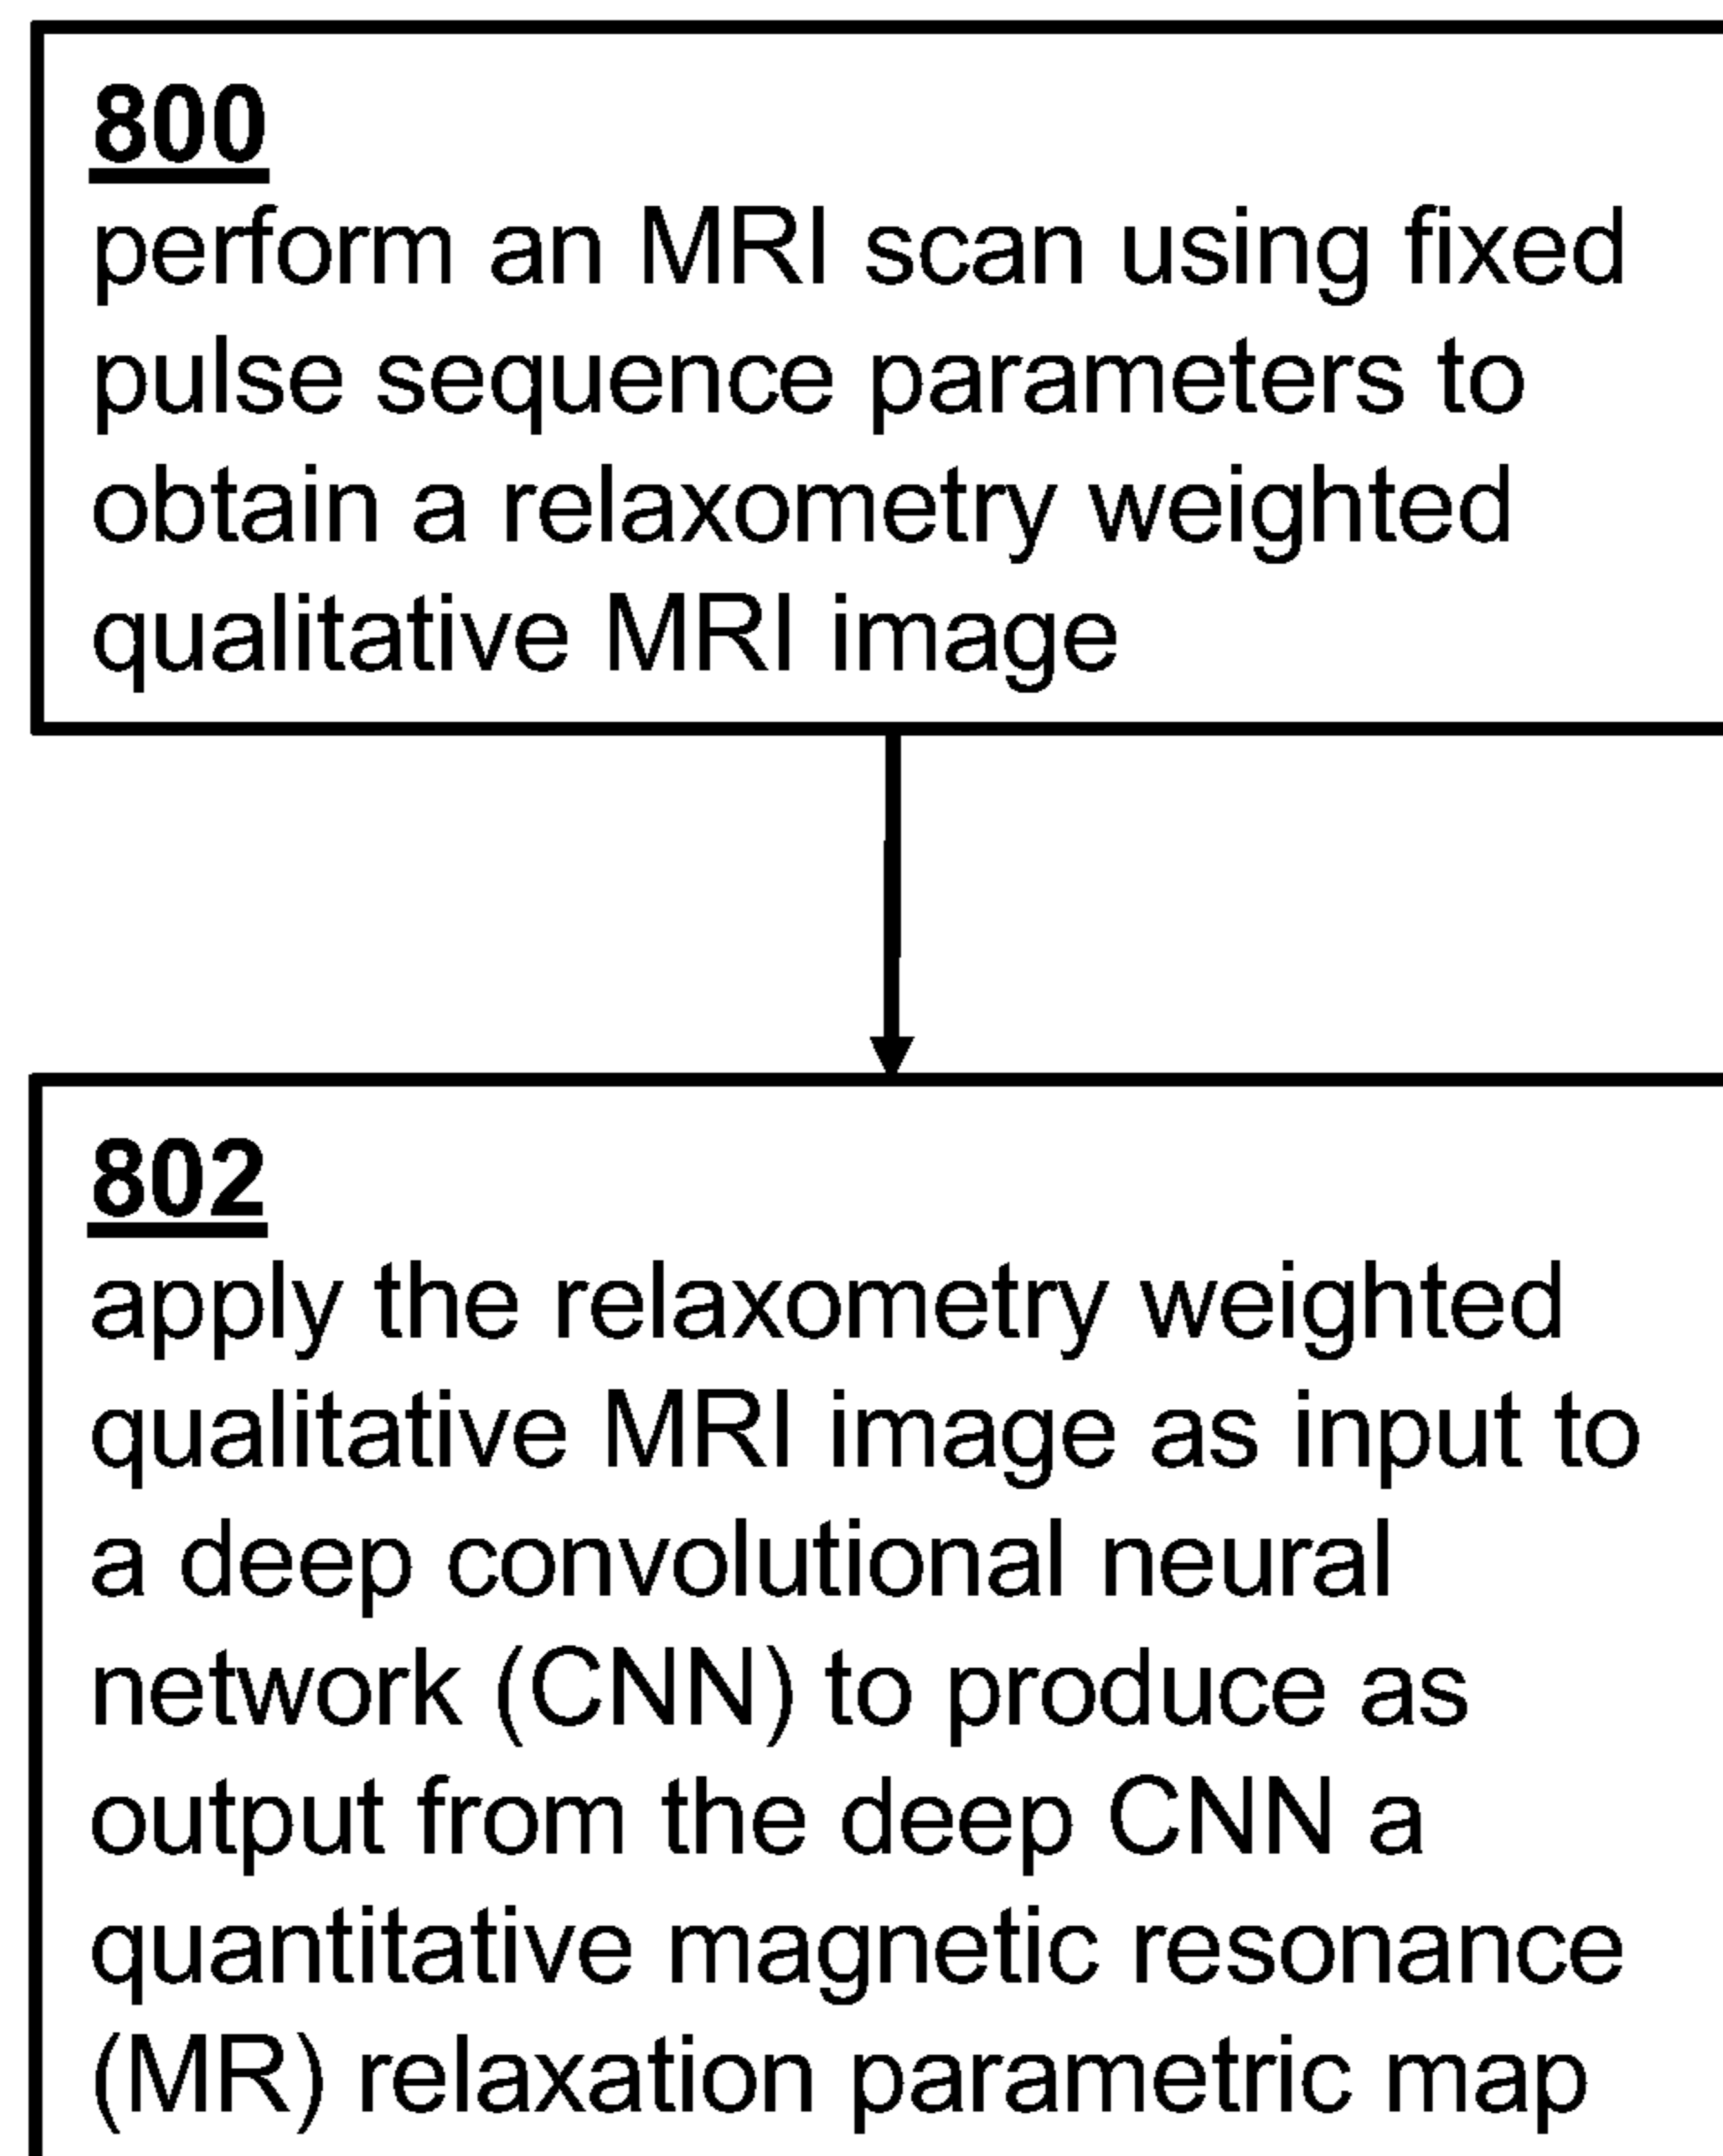 800
perform an MRI scan using fixed
pulse sequence parameters to
obtain a relaxometry weighted
qualitative MRI image
802
apply the relaxometry weighted
qualitative MRI image as input to
a deep convolutional neural
network (CNN) to produce as
output from the deep CNN a
quantitative magnetic resonance
(MR) relaxation parametric map